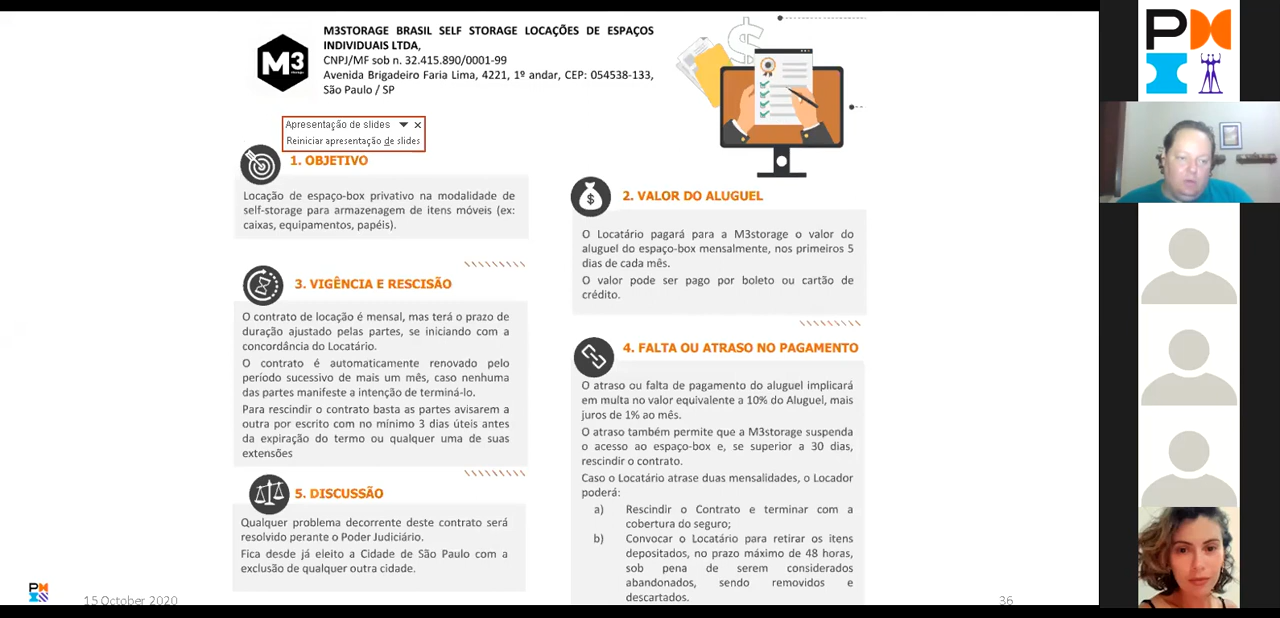 M3STORAGE BRASIL SELF STORAGE LOCAÇÕES DE ESPAÇOS
INDIVIDUAIS LTDA,
CNPJ/MF sob n. 32.415.890/0001-99
Avenida Brigadeiro Faria Lima, 4221, 1º andar, CEP: 054538-133,
São Paulo / SP
M3
Apresentação de slides
Reiniciar apresentação de slides
1. OBJETIVO
Locação de espaço-box privativo na modalidade de
self-storage para armazenagem de itens móveis (ex:
caixas, equipamentos, papéis).
2. VALOR DO ALUGUEL
O Locatário pagará para a M3storage o valor do
aluguel do espaço-box mensalmente, nos primeiros 5
dias de cada mês.
O valor pode ser pago por boleto ou cartão de
crédito.
3. VIGÊNCIA E RESCISÃO
O contrato de locação é mensal, mas terá o prazo de
duração ajustado pelas partes, se iniciando com a
concordância do Locatário.
O contrato é automaticamente renovado pelo
período sucessivo de mais um mês, caso nenhuma
das partes manifeste a intenção de terminá-lo.
Para rescindir o contrato basta as partes avisarem a
outra por escrito com no mínimo 3 dias úteis antes
da expiração do termo ou qualquer uma de suas
extensões
4. FALTA OU ATRASO NO PAGAMENTO
O atraso ou falta de pagamento do aluguel implicará
em multa no valor equivalente a 10% do Aluguel, mais
juros de 1% ao mês.
O atraso também permite que a M3storage suspenda
o acesso ao espaço-box e, se superior a 30 dias,
rescindir o contrato.
Caso o Locatário atrase duas mensalidades, o Locador
poderá:
a) Rescindir o Contrato e terminar com a
cobertura do seguro;
b) Convocar o Locatário para retirar os itens
depositados, no prazo máximo de 48 horas,
sob pena de serem considerados
abandonados, sendo removidos e
descartados.
5. DISCUSSÃO
Qualquer problema decorrente deste contrato será
resolvido perante o Poder Judiciário.
Fica desde já eleito a Cidade de São Paulo com a
exclusão de qualquer outra cidade.
15 October 2020
36